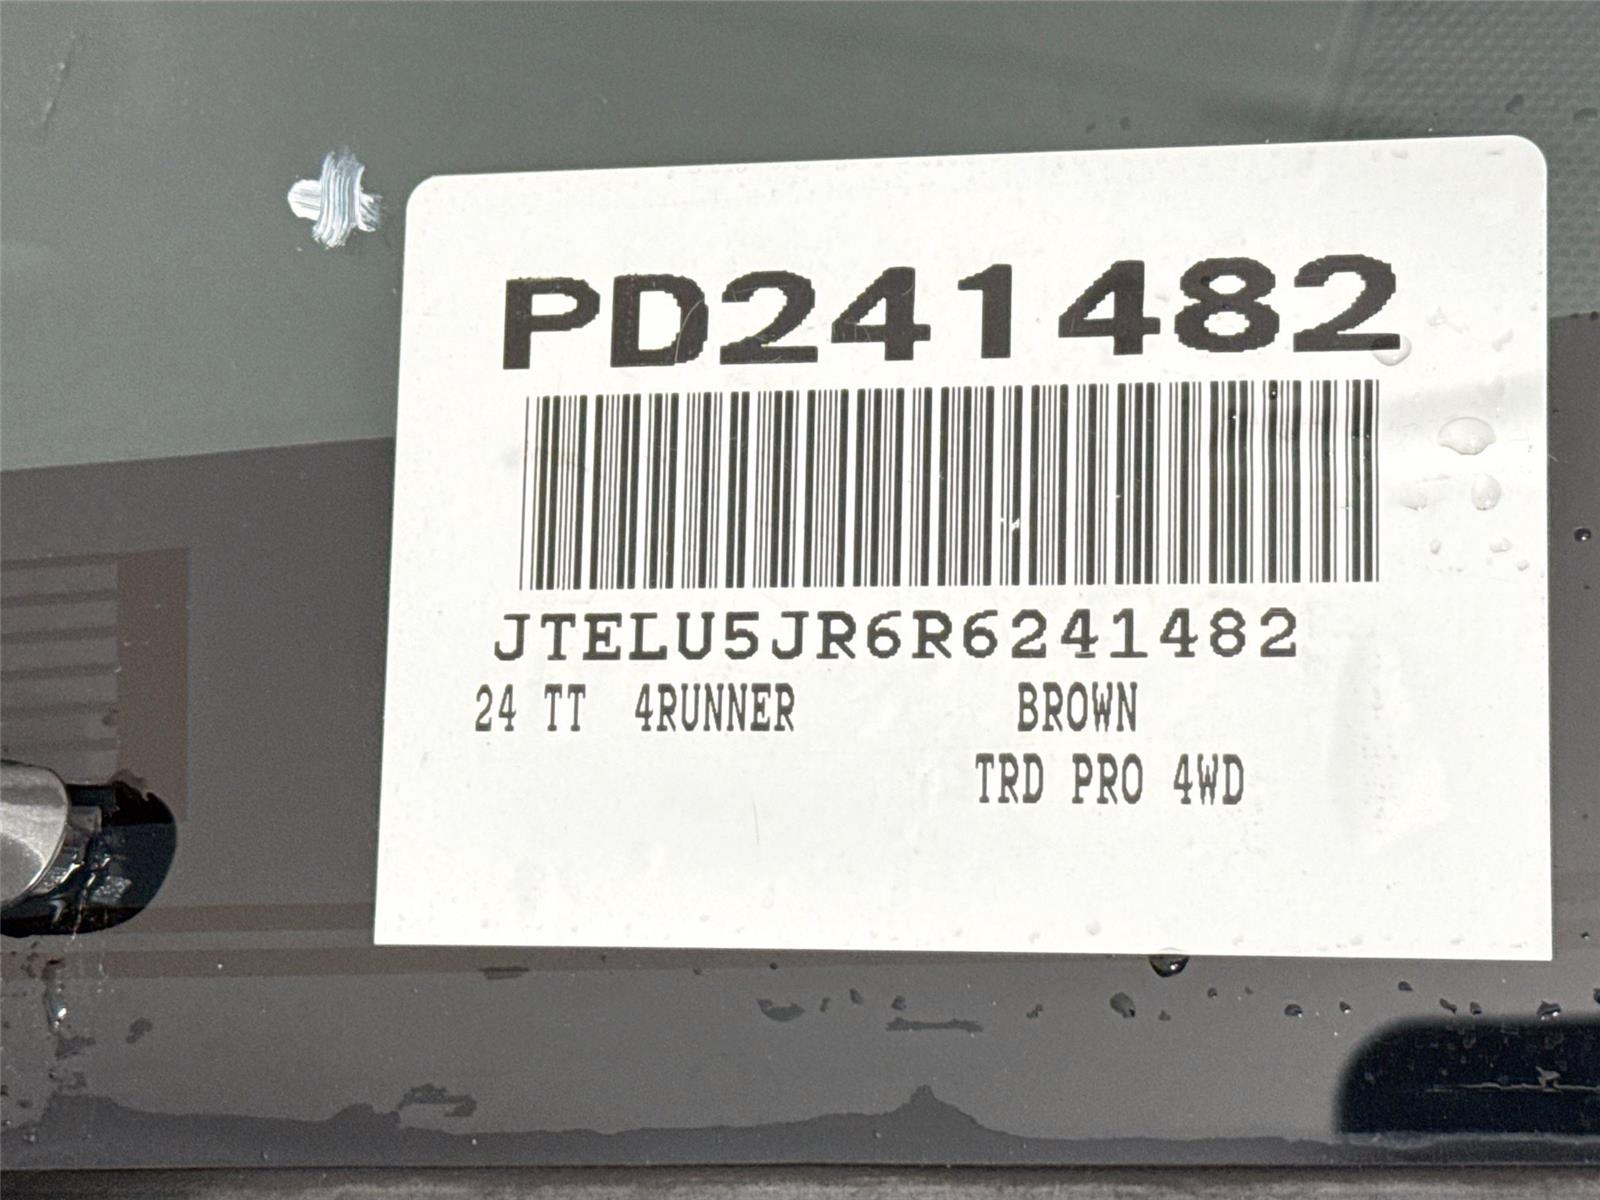 PD241482
JTELU5JR6R6241482
24 TT 4RUNNER BROWN
TRD PRO 4WD